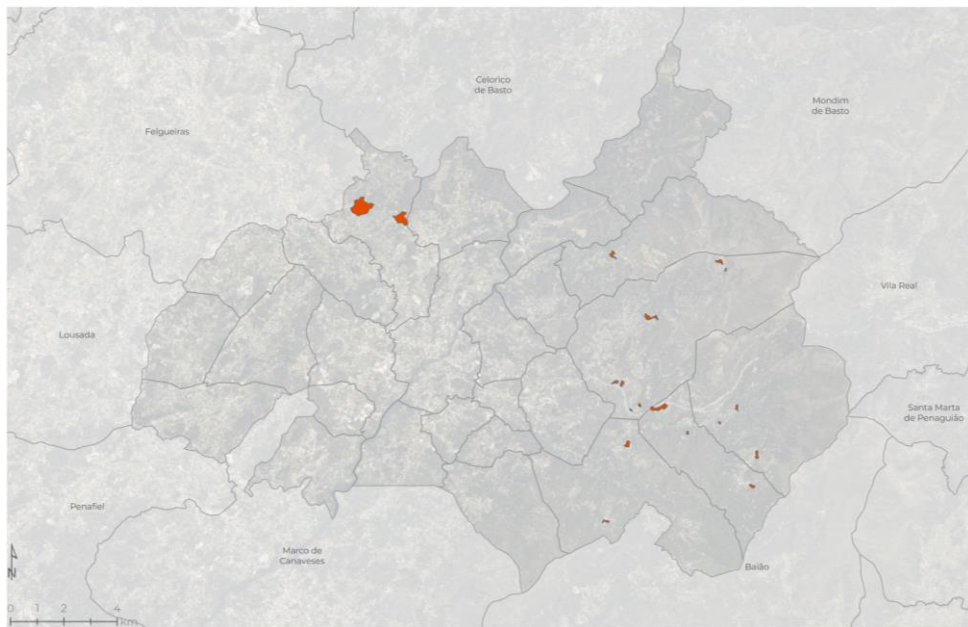 Celorico
de Basto
Mondim
de Basto
Felgueiras
Vila Real
Lousada
Santa Marta
de Penaguião
Penafiel
Marco de
Canaveses
Baião
N
0 1 2 4
km